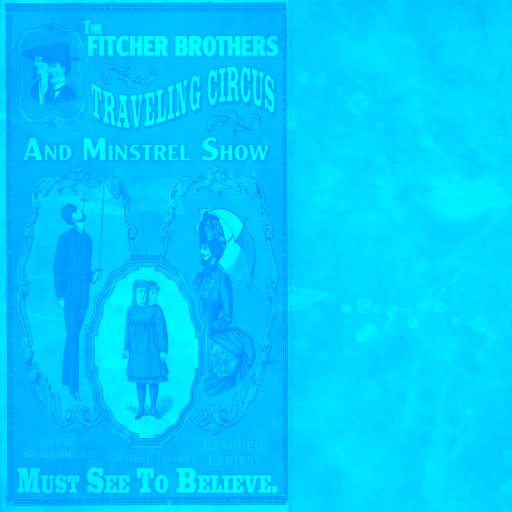 THE
FITCHER BROTHERS
TRAVELING CIRCUS
AND MINSTREL SHOW
SWORD
SWALLOWERS!
SIAMESE TWINS!
BEARDED
LADIES!
MUST SEE TO BELIEVE.